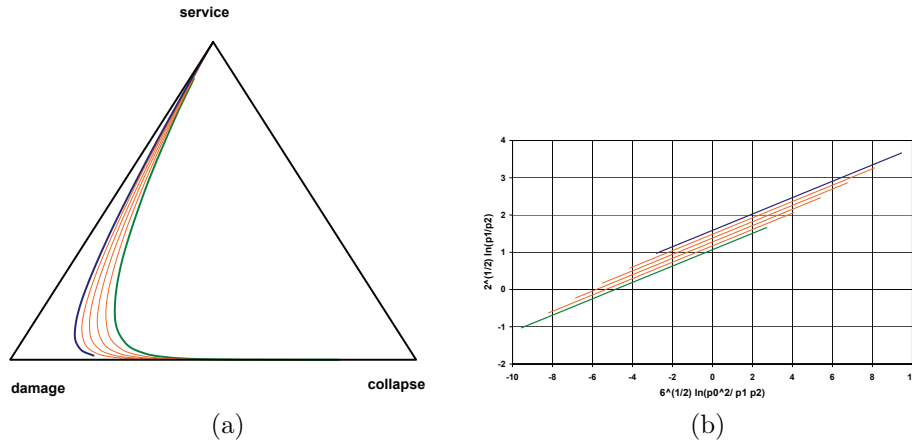 service
damage
collapse
(a)
4
3
2
1
0
-1
-2
-10 -8 -6 -4 -2 0 2 4 6 8 1
2^(1/2) ln(p1/p2)
6^(1/2) ln(p0^2/ p1 p2)
(b)